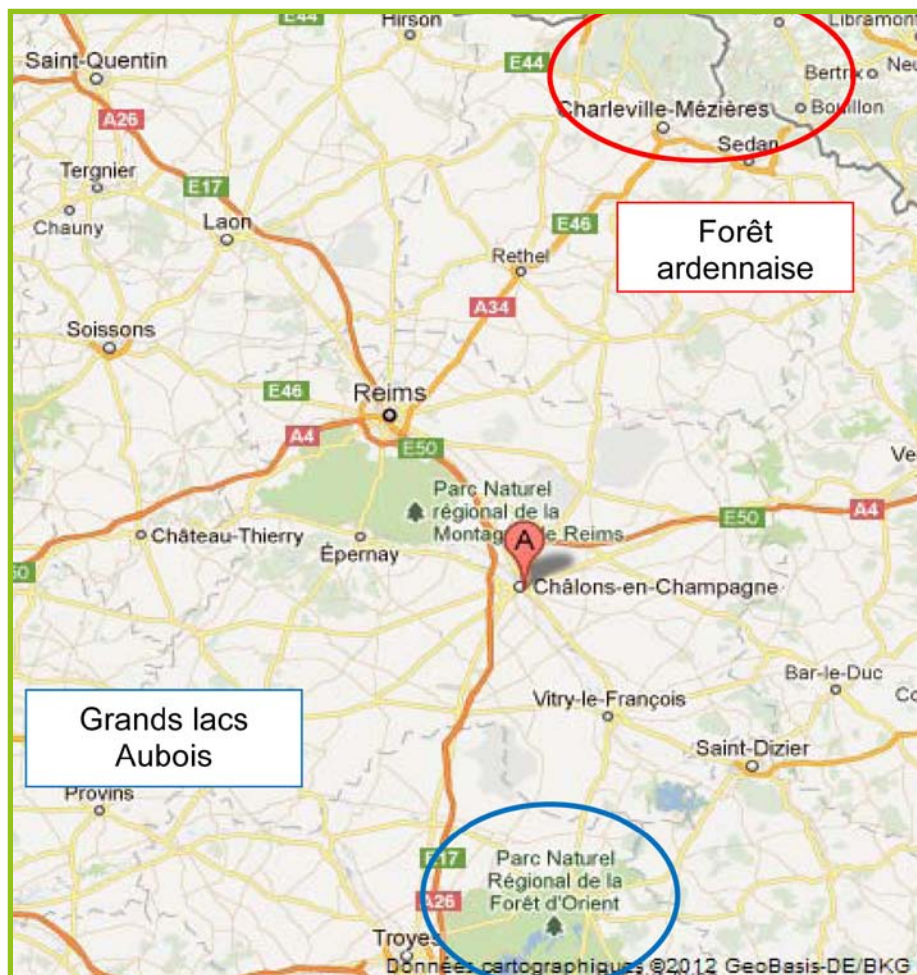 E44
Hirson
Libramont
Saint-Quentin
E44
Bertrix
Neu
A26
Charleville-Mézières
Bouillon
Sedan
Tergnier
E17
Chauny
Laon
E46
Forêt
ardennaise
Rethel
A34
Soissons
E46
Reims
A4
E50
Parc Naturel
régional de la
Montagne de Reims
A
E50
A4
Château-Thierry
Épernay
50
Châlons-en-Champagne
Bar-le-Duc
Grands lacs
Aubois
Vitry-le-François
Saint-Dizier
Provins
E17
Parc Naturel
Régional de la
Forêt d'Orient
A26
Troyes
Données cartographiques ©2012 GeoBasis-DE/BKG